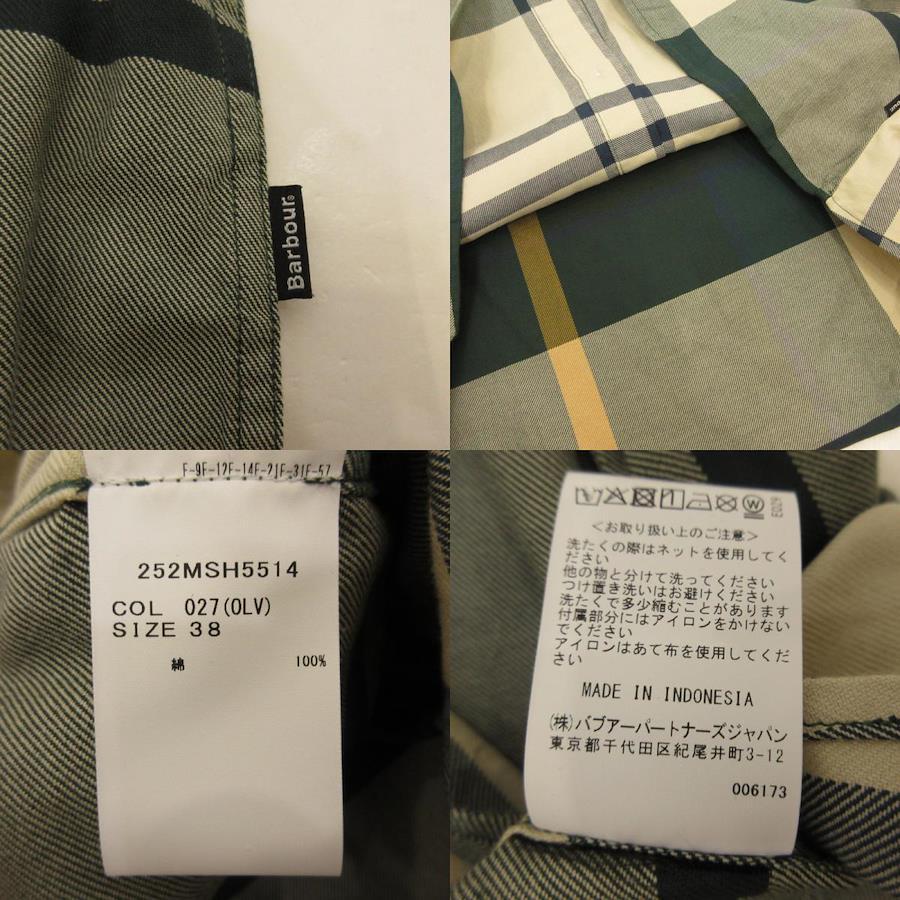 Barbour
F-9F-12F-14F-21F-31F-57
252MSH5514
COL 027(OLV)
SIZE 38
綿 100%
E029
＜お取り扱い上のご注意＞
洗たくの際はネットを使用してく
ださい
他の物と分けて洗ってください
つけ置き洗いはお避けください
洗たくで多少縮むことがあります
付属部分にはアイロンをかけない
でください
アイロンはあて布を使用してくだ
さい
MADE IN INDONESIA
(株)バブアーパートナーズジャパン
東京都千代田区紀尾井町3-12
006173